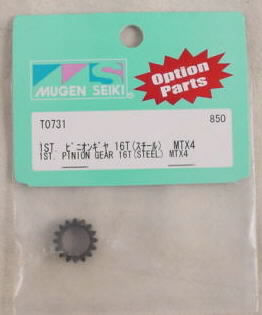 MUGEN SEIKI
Option
Parts
T0731 850
1ST ピニオンギヤ 16T(スチール) MTX4
1ST. PINION GEAR 16T(STEEL) MTX4